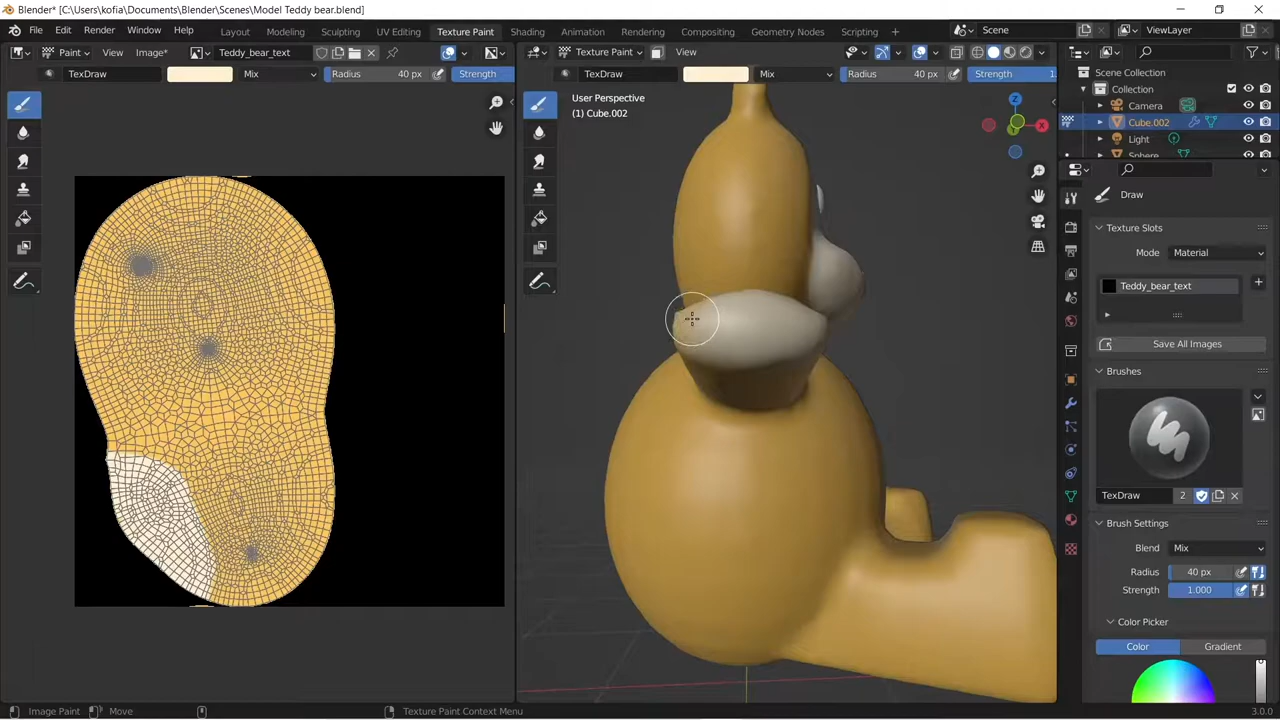 Blender* [C:\Users\kofia\Documents\Blender\Scenes\Model Teddy bear.blend]
File Edit Render Window Help Layout Modeling Sculpting UV Editing Texture Paint Shading Animation Rendering Compositing Geometry Nodes Scripting + Scene ViewLayer
Paint View Image* Teddy_bear_text Texture Paint View
TexDraw Mix Radius 40 px Strength TexDraw Mix Radius 40 px Strength 1.
Scene Collection
Collection
Camera
Cube.002
Light
Sphere
User Perspective
(1) Cube.002
Z
X
Draw
Texture Slots
Mode Material
Teddy_bear_text
Save All Images
Brushes
TexDraw 2
Brush Settings
Blend Mix
Radius 40 px
Strength 1.000
Color Picker
Color Gradient
Image Paint Move Texture Paint Context Menu 3.0.0